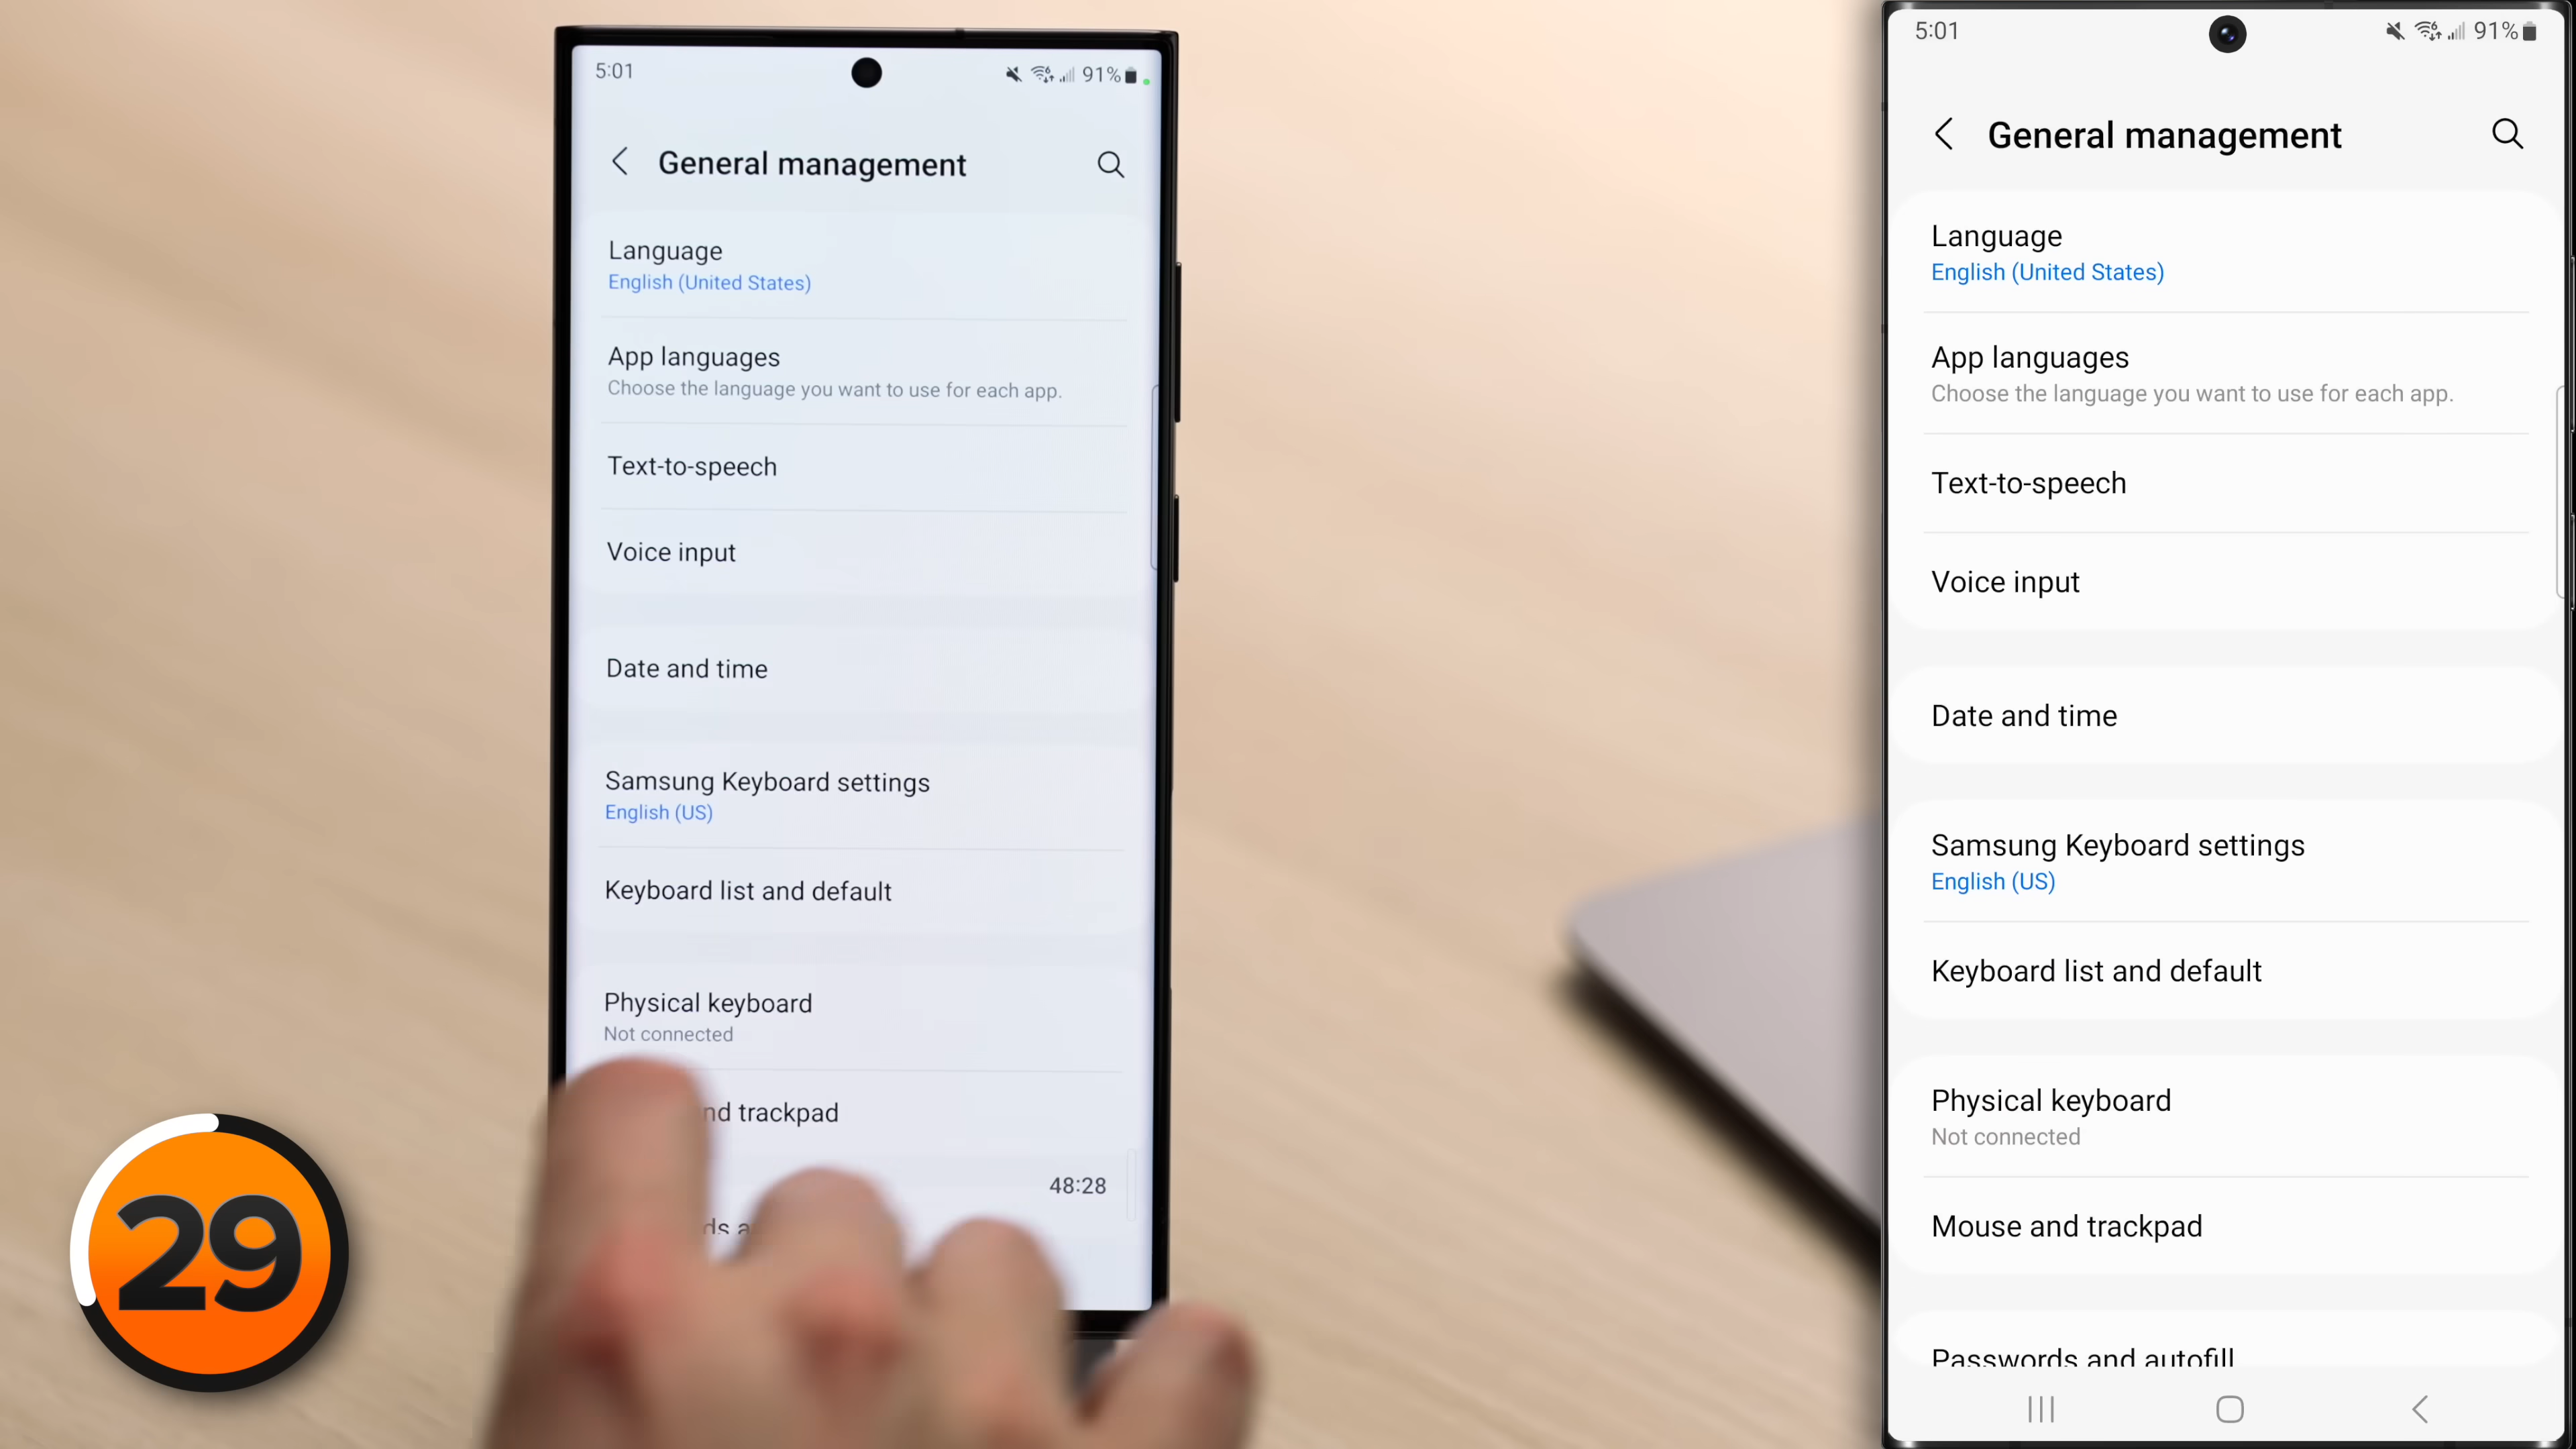 5:01
91%
General management
Language
English (United States)
App languages
Choose the language you want to use for each app.
Text-to-speech
Voice input
Date and time
Samsung Keyboard settings
English (US)
Keyboard list and default
Physical keyboard
Not connected
nd trackpad
48:28
ds a
29
5:01
91%
General management
Language
English (United States)
App languages
Choose the language you want to use for each app.
Text-to-speech
Voice input
Date and time
Samsung Keyboard settings
English (US)
Keyboard list and default
Physical keyboard
Not connected
Mouse and trackpad
Passwords and autofill